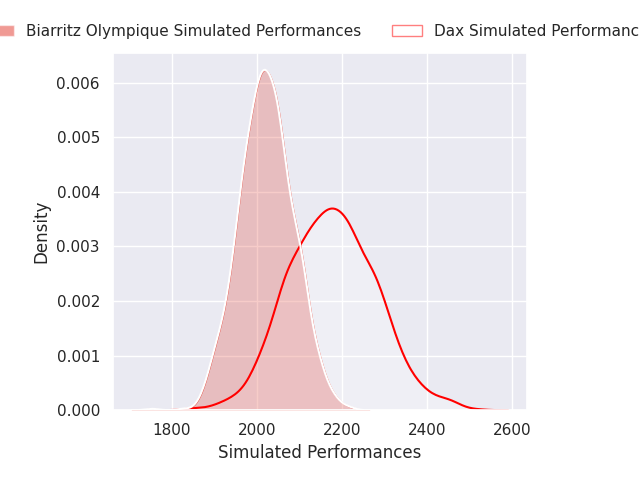 Biarritz Olympique Simulated Performances
Dax Simulated Performanc
0.006
0.005
0.004
0.003
0.002
0.001
0.000
Density
1800 2000 2200 2400 2600
Simulated Performances